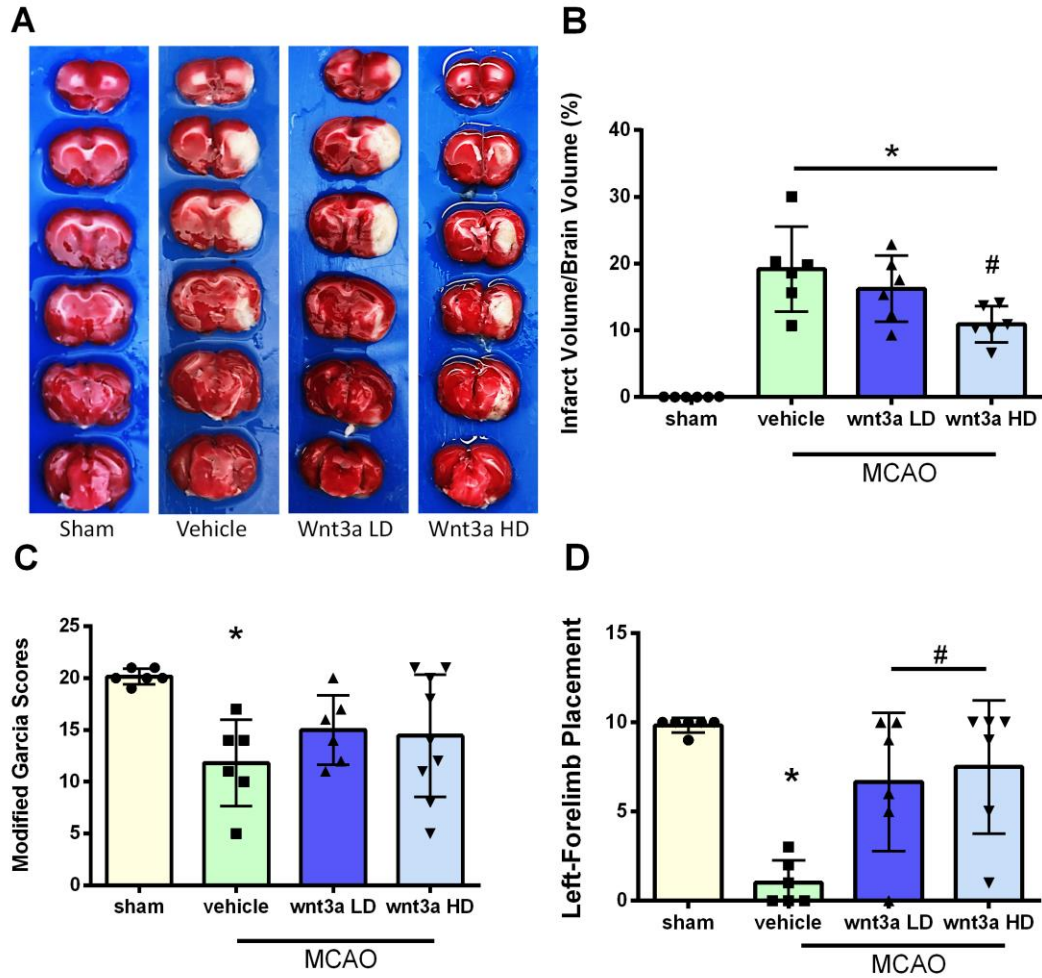 A
Sham
Vehicle
Wnt3a LD
Wnt3a HD
B
Infarct Volume/Brain Volume (%)
40
30
20
10
0
*
#
sham
vehicle
wnt3a LD
wnt3a HD
MCAO
C
Modified Garcia Scores
25
20
15
10
5
0
*
sham
vehicle
wnt3a LD
wnt3a HD
MCAO
D
Left-Forelimb Placement
15
10
5
0
*
#
sham
vehicle
wnt3a LD
wnt3a HD
MCAO